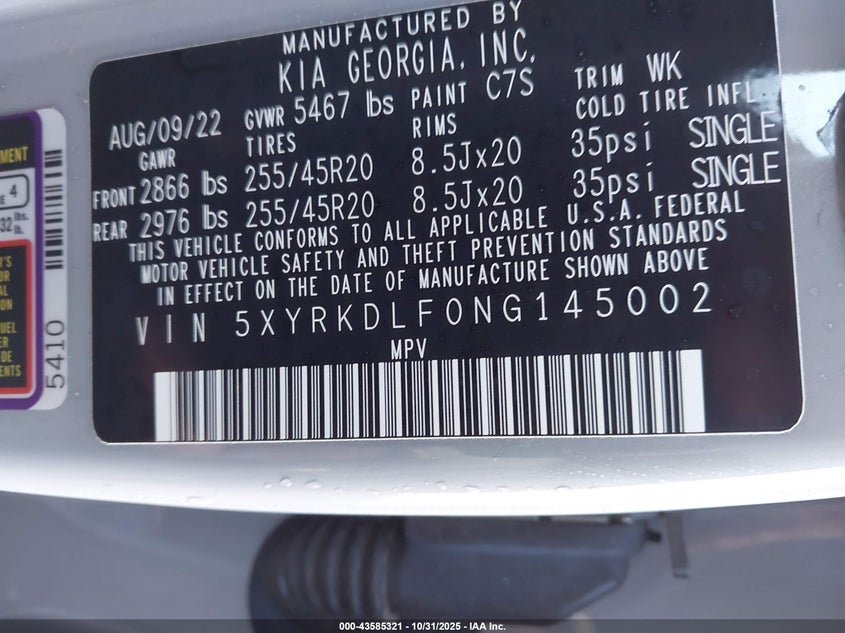 MANUFACTURED BY
KIA GEORGIA, INC.
AUG/09/22 GVWR 5467 lbs PAINT C7S TRIM WK
GAWR TIRES RIMS COLD TIRE INFL.
FRONT 2866 lbs 255/45R20 8.5Jx20 35psi SINGLE
REAR 2976 lbs 255/45R20 8.5Jx20 35psi SINGLE
THIS VEHICLE CONFORMS TO ALL APPLICABLE U.S.A. FEDERAL
MOTOR VEHICLE SAFETY AND THEFT PREVENTION STANDARDS
IN EFFECT ON THE DATE OF MANUFACTURE SHOWN ABOVE
VIN 5XYRKDLF0NG145002
MPV
4
lbs.
lb.
5410
000-43585321 - 10/31/2025 - IAA Inc.